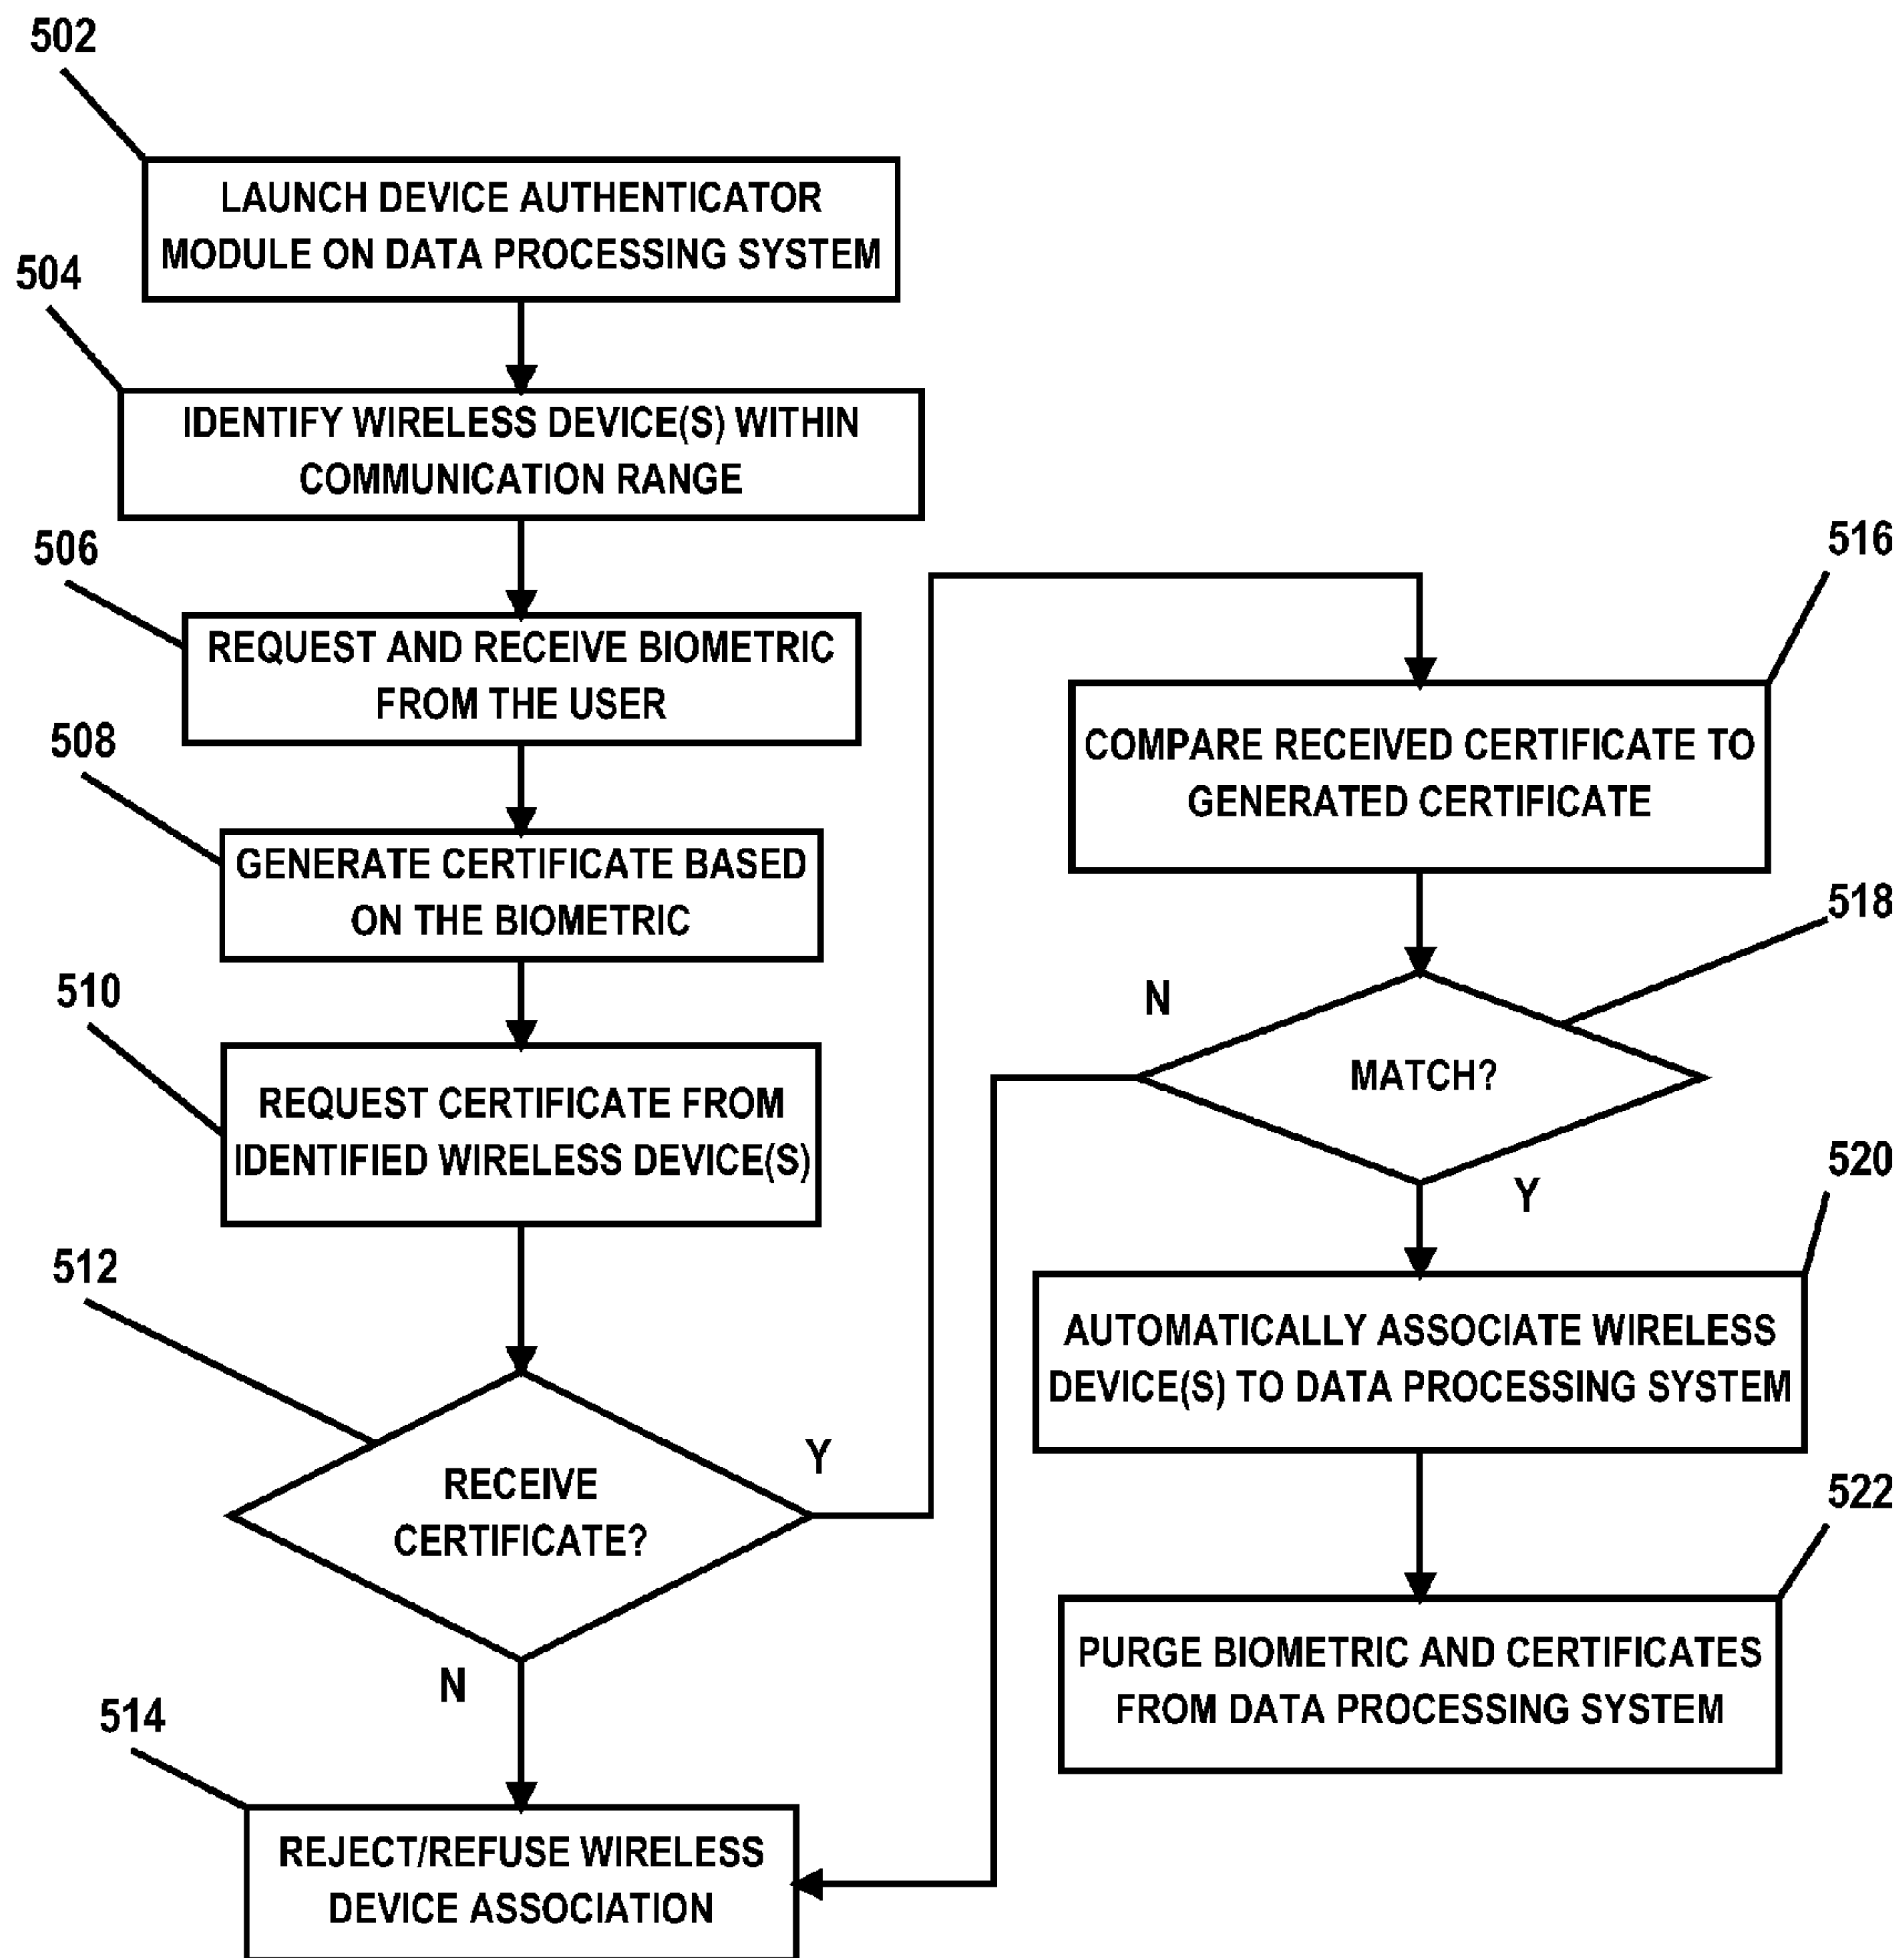 502
LAUNCH DEVICE AUTHENTICATOR
MODULE ON DATA PROCESSING SYSTEM
504
IDENTIFY WIRELESS DEVICE(S) WITHIN
COMMUNICATION RANGE
506
REQUEST AND RECEIVE BIOMETRIC
FROM THE USER
508
GENERATE CERTIFICATE BASED
ON THE BIOMETRIC
510
REQUEST CERTIFICATE FROM
IDENTIFIED WIRELESS DEVICE(S)
512
RECEIVE
CERTIFICATE?
Y
N
514
REJECT/REFUSE WIRELESS
DEVICE ASSOCIATION
516
COMPARE RECEIVED CERTIFICATE TO
GENERATED CERTIFICATE
518
N
MATCH?
Y
520
AUTOMATICALLY ASSOCIATE WIRELESS
DEVICE(S) TO DATA PROCESSING SYSTEM
522
PURGE BIOMETRIC AND CERTIFICATES
FROM DATA PROCESSING SYSTEM